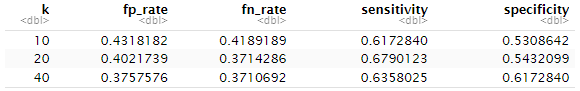 k fp_rate fn_rate sensitivity specificity
<dbl> <dbl> <dbl> <dbl> <dbl>
10 0.4318182 0.4189189 0.6172840 0.5308642
20 0.4021739 0.3714286 0.6790123 0.5432099
40 0.3757576 0.3710692 0.6358025 0.6172840